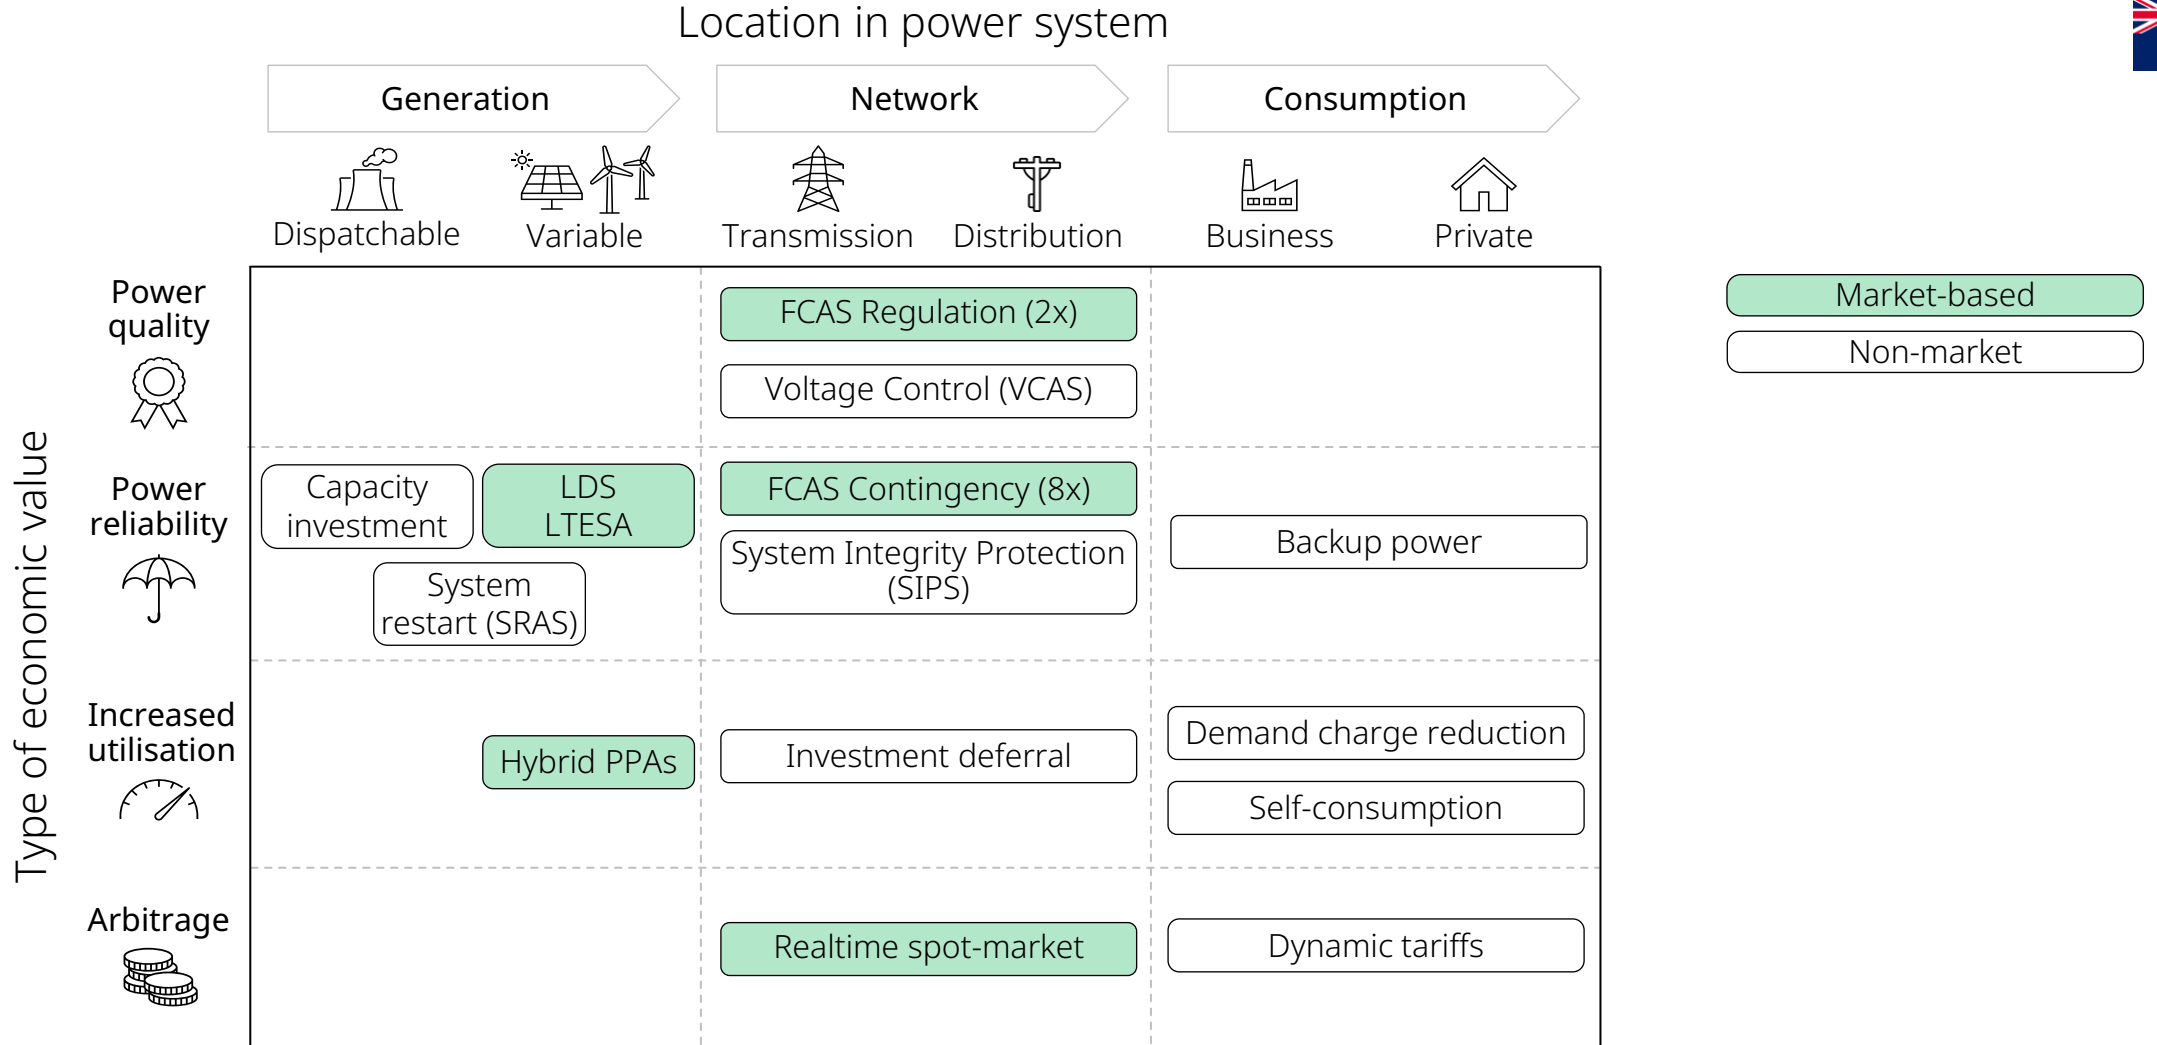 Location in power system
Generation
Network
Consumption
Dispatchable
Variable
Transmission
Distribution
Business
Private
Type of economic value
Power
quality
FCAS Regulation (2x)
Voltage Control (VCAS)
Market-based
Non-market
Power
reliability
Capacity
investment
LDS
LTESA
System
restart (SRAS)
FCAS Contingency (8x)
System Integrity Protection
(SIPS)
Backup power
Increased
utilisation
Hybrid PPAs
Investment deferral
Demand charge reduction
Self-consumption
Arbitrage
Realtime spot-market
Dynamic tariffs